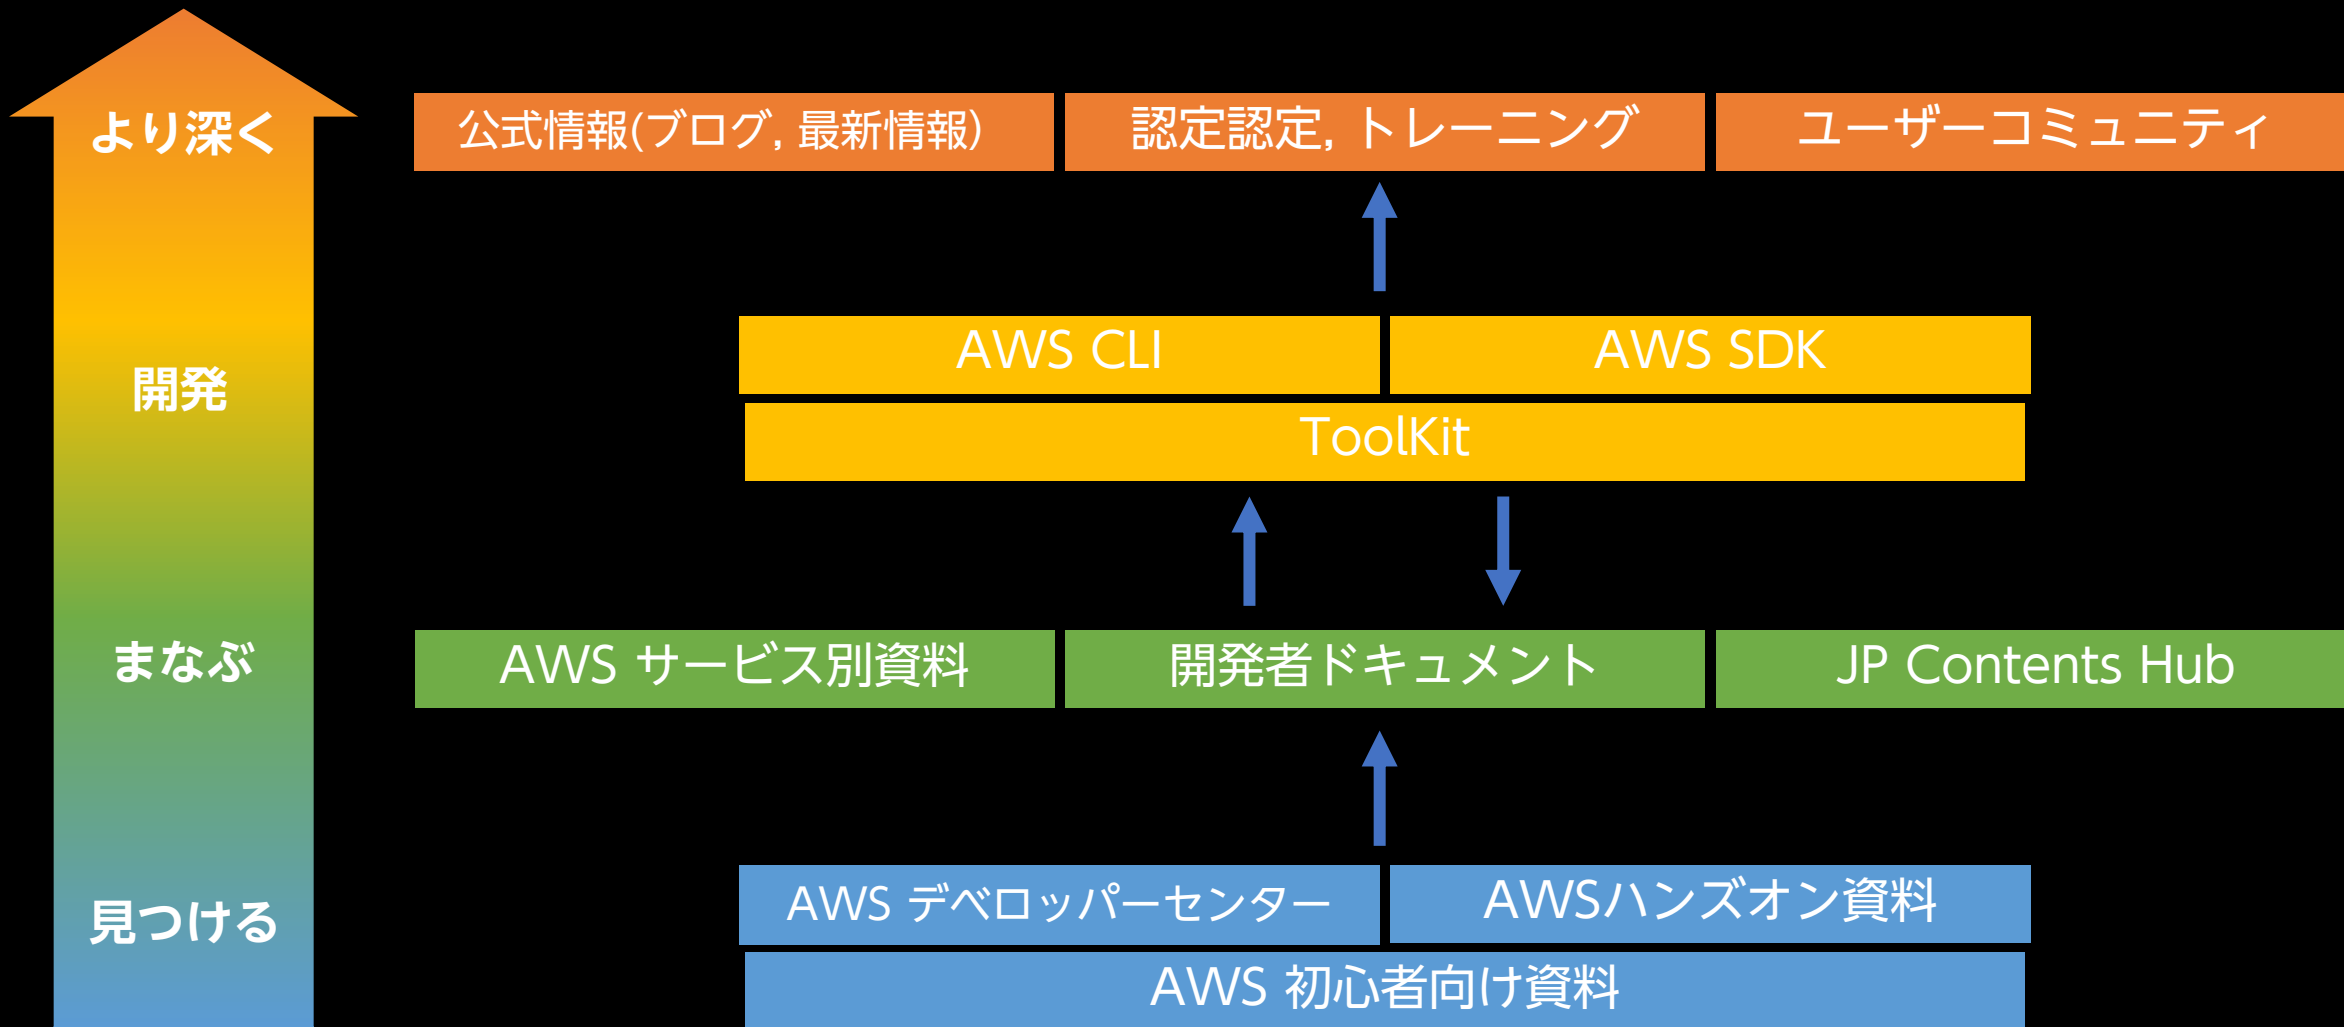 より深く
公式情報(ブログ, 最新情報)
認定認定, トレーニング
ユーザーコミュニティ
開発
AWS CLI
AWS SDK
ToolKit
まなぶ
AWS サービス別資料
開発者ドキュメント
JP Contents Hub
見つける
AWS デベロッパーセンター
AWSハンズオン資料
AWS 初心者向け資料